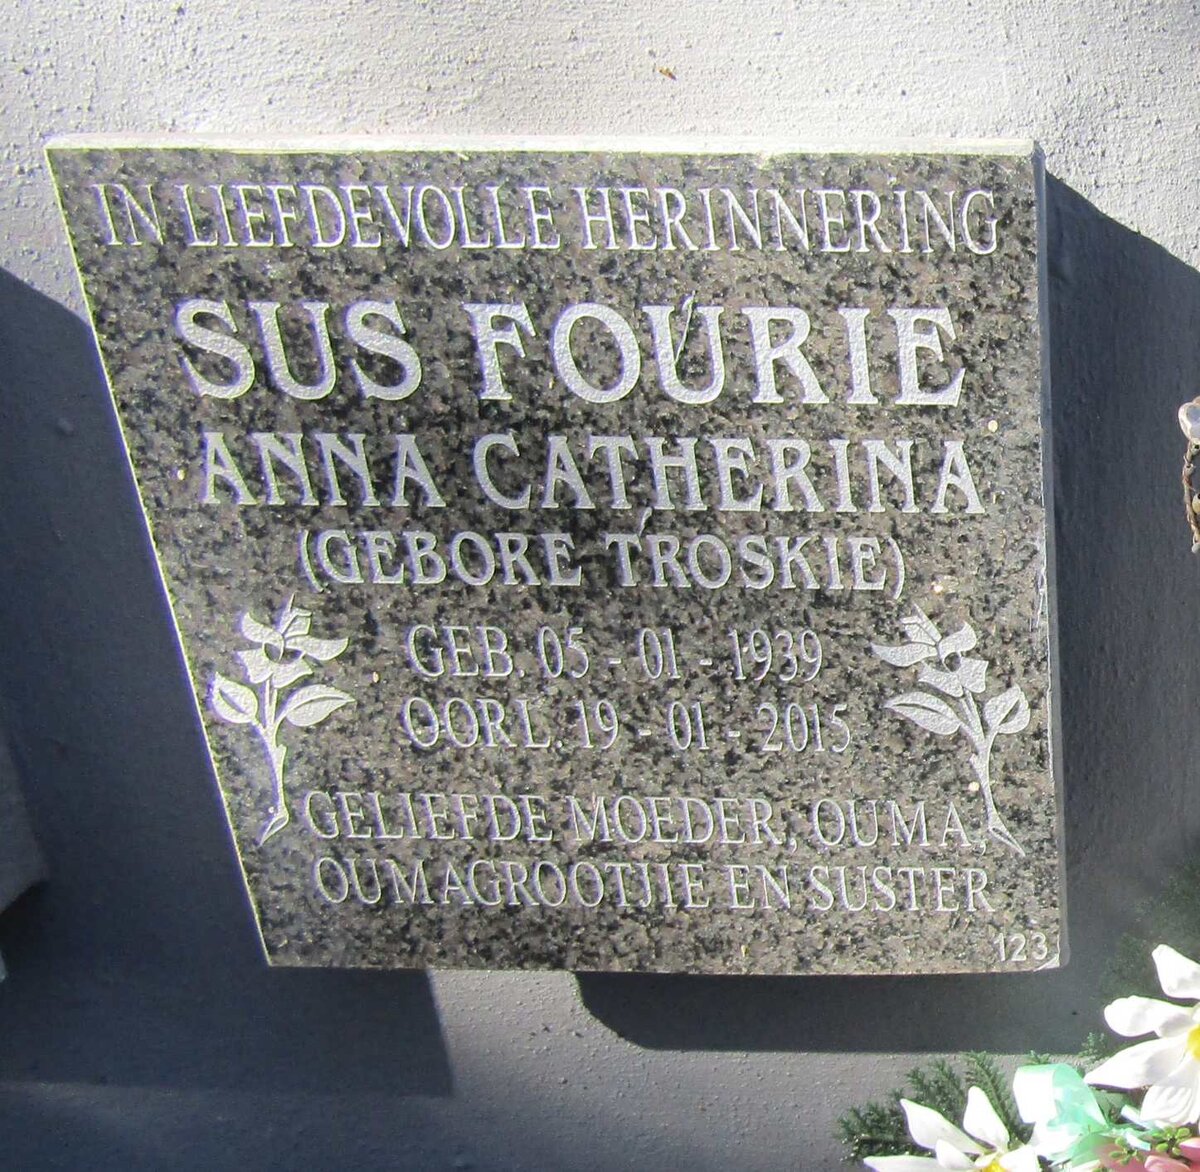 IN LIEFDEVOLLE HERINNERING
SUS FOURIE
ANNA CATHERINA
(GEBORE TROSKIE)
GEB. 05 - 01 - 1939
OORL. 19 - 01 - 2015
GELIEFDE MOEDER, OUMA,
OUMAGROOTJIE EN SUSTER
123